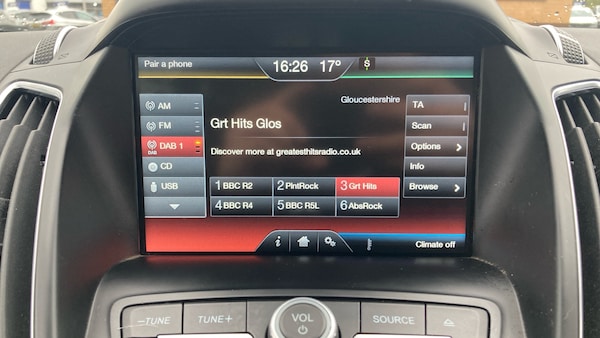 Pair a phone
16:26 17°
Gloucestershire
AM
FM
DAB 1
DAB
CD
USB
Grt Hits Glos
Discover more at greatesthitsradio.co.uk
1 BBC R2 2 PlntRock 3 Grt Hits
4 BBC R4 5 BBC R5L 6 AbsRock
TA
Scan
Options
Info
Browse
Climate off
–TUNE TUNE+ VOL SOURCE